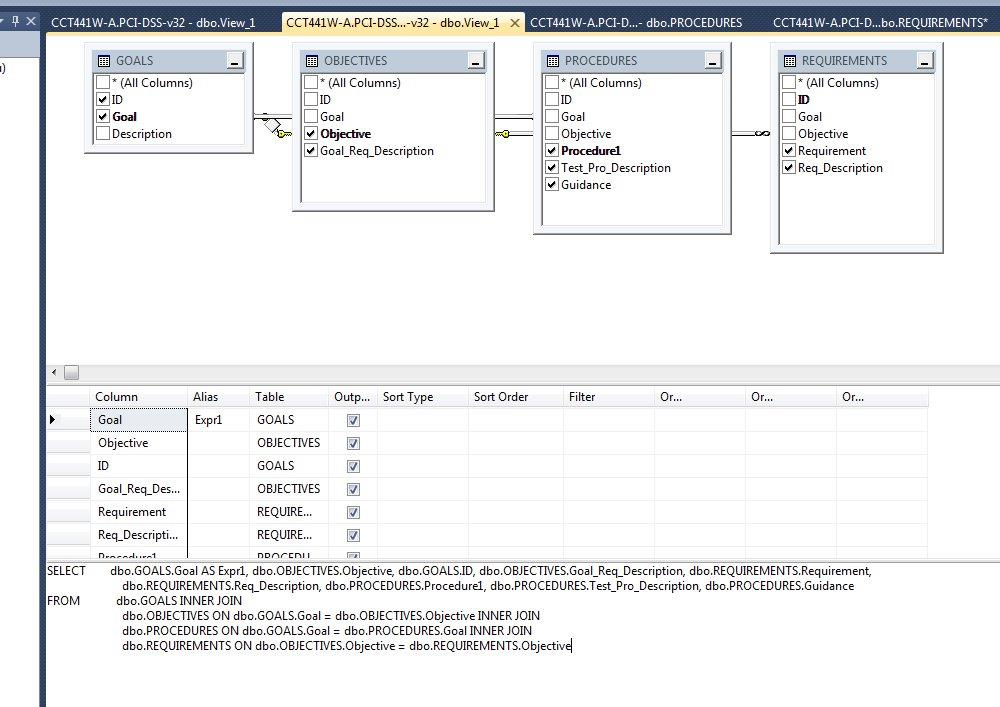 CCT441W-A.PCI-DSS-v32 - dbo.View_1
CCT441W-A.PCI-DSS...-v32 - dbo.View_1
CCT441W-A.PCI-D...- dbo.PROCEDURES
CCT441W-A.PCI-D...bo.REQUIREMENTS*
GOALS
* (All Columns)
ID
Goal
Description
OBJECTIVES
* (All Columns)
ID
Goal
Objective
Goal_Req_Description
PROCEDURES
* (All Columns)
ID
Goal
Objective
Procedure1
Test_Pro_Description
Guidance
REQUIREMENTS
* (All Columns)
ID
Goal
Objective
Requirement
Req_Description
Column Alias Table Outp... Sort Type Sort Order Filter Or... Or... Or...
Goal Expr1 GOALS
Objective OBJECTIVES
ID GOALS
Goal_Req_Des... OBJECTIVES
Requirement REQUIRE...
Req_Descripti... REQUIRE...
Procedure1 PROCEDU...
SELECT dbo.GOALS.Goal AS Expr1, dbo.OBJECTIVES.Objective, dbo.GOALS.ID, dbo.OBJECTIVES.Goal_Req_Description, dbo.REQUIREMENTS.Requirement,
dbo.REQUIREMENTS.Req_Description, dbo.PROCEDURES.Procedure1, dbo.PROCEDURES.Test_Pro_Description, dbo.PROCEDURES.Guidance
FROM dbo.GOALS INNER JOIN
dbo.OBJECTIVES ON dbo.GOALS.Goal = dbo.OBJECTIVES.Objective INNER JOIN
dbo.PROCEDURES ON dbo.GOALS.Goal = dbo.PROCEDURES.Goal INNER JOIN
dbo.REQUIREMENTS ON dbo.OBJECTIVES.Objective = dbo.REQUIREMENTS.Objective